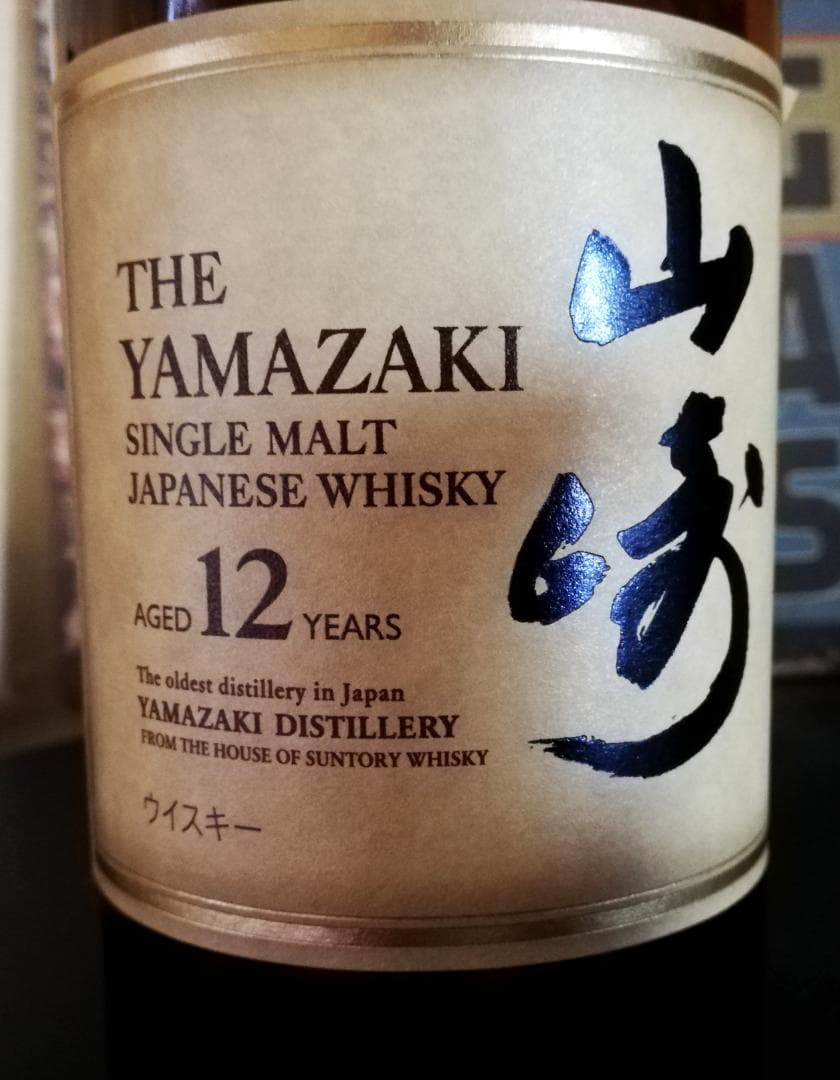 THE
YAMAZAKI
SINGLE MALT
JAPANESE WHISKY
AGED 12 YEARS
The oldest distillery in Japan
YAMAZAKI DISTILLERY
FROM THE HOUSE OF SUNTORY WHISKY
ウイスキー
山崎